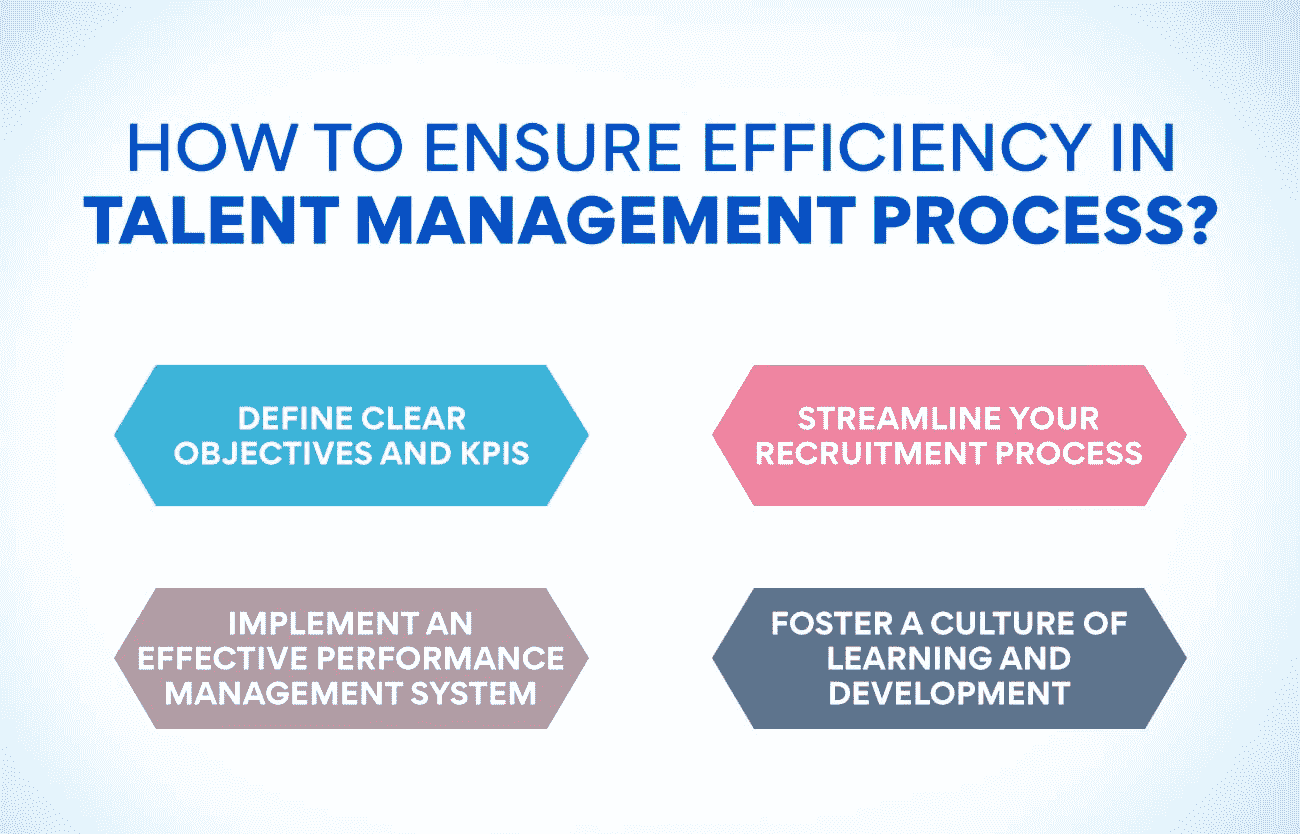 HOW TO ENSURE EFFICIENCY IN
TALENT MANAGEMENT PROCESS?
DEFINE CLEAR
OBJECTIVES AND KPIS
STREAMLINE YOUR
RECRUITMENT PROCESS
IMPLEMENT AN
EFFECTIVE PERFORMANCE
MANAGEMENT SYSTEM
FOSTER A CULTURE OF
LEARNING AND
DEVELOPMENT